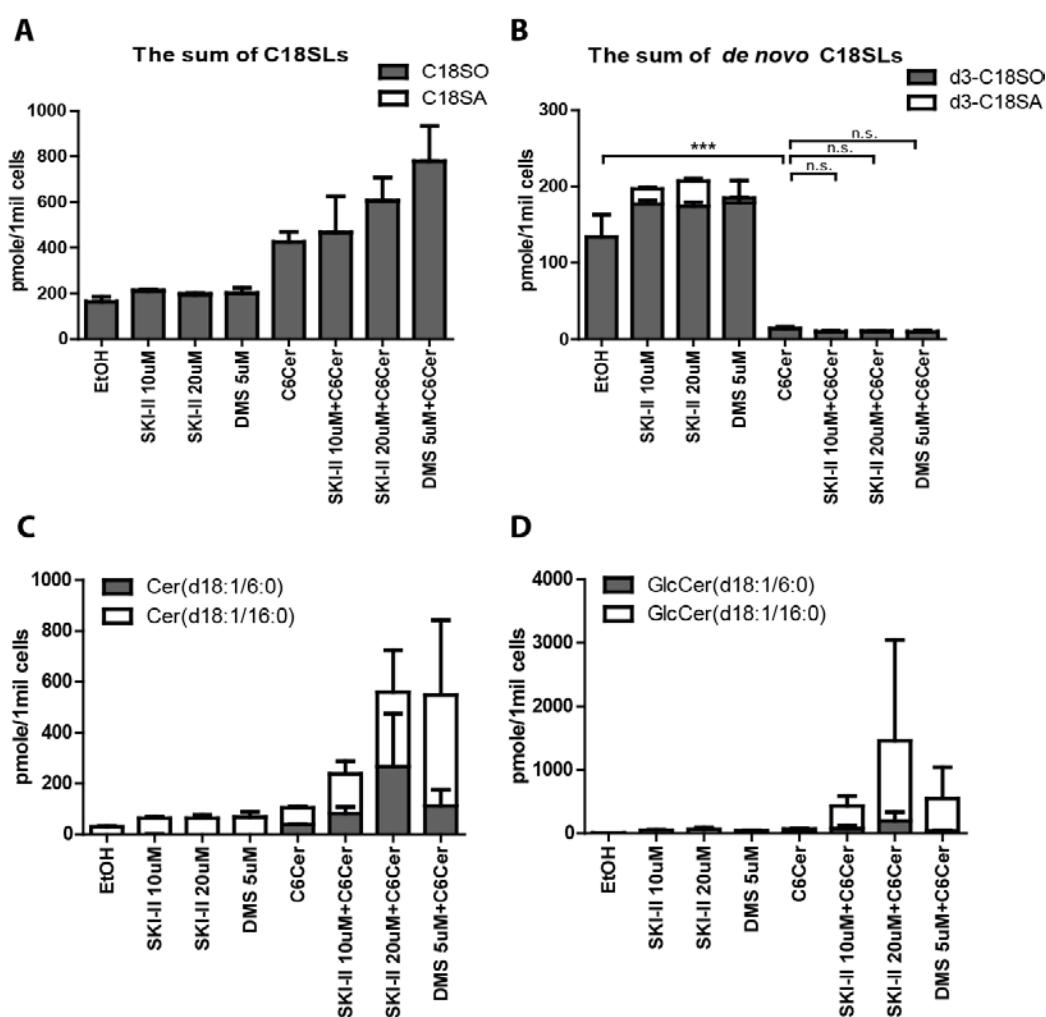 A
The sum of C18SLs
C18SO
C18SA
pmole/1mil cells
1000
800
600
400
200
0
EtOH
SKI-II 10uM
SKI-II 20uM
DMS 5uM
C6Cer
SKI-II 10uM+C6Cer
SKI-II 20uM+C6Cer
DMS 5uM+C6Cer
B
The sum of de novo C18SLs
d3-C18SO
d3-C18SA
pmole/1mil cells
300
200
100
0
***
n.s.
n.s.
n.s.
EtOH
SKI-II 10uM
SKI-II 20uM
DMS 5uM
C6Cer
SKI-II 10uM+C6Cer
SKI-II 20uM+C6Cer
DMS 5uM+C6Cer
C
Cer(d18:1/6:0)
Cer(d18:1/16:0)
pmole/1mil cells
1000
800
600
400
200
0
EtOH
SKI-II 10uM
SKI-II 20uM
DMS 5uM
C6Cer
SKI-II 10uM+C6Cer
SKI-II 20uM+C6Cer
DMS 5uM+C6Cer
D
GlcCer(d18:1/6:0)
GlcCer(d18:1/16:0)
pmole/1mil cells
4000
3000
2000
1000
0
EtOH
SKI-II 10uM
SKI-II 20uM
DMS 5uM
C6Cer
SKI-II 10uM+C6Cer
SKI-II 20uM+C6Cer
DMS 5uM+C6Cer